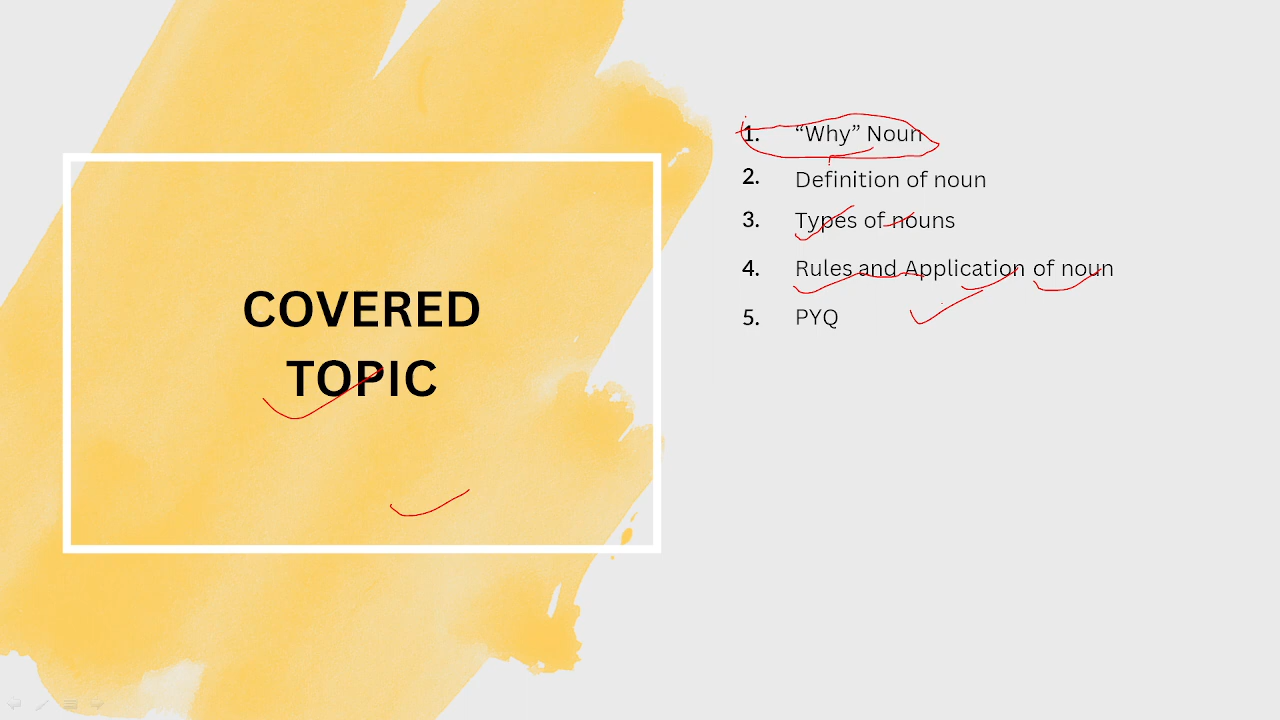 COVERED
TOPIC
1. “Why” Noun
2. Definition of noun
3. Types of nouns
4. Rules and Application of noun
5. PYQ